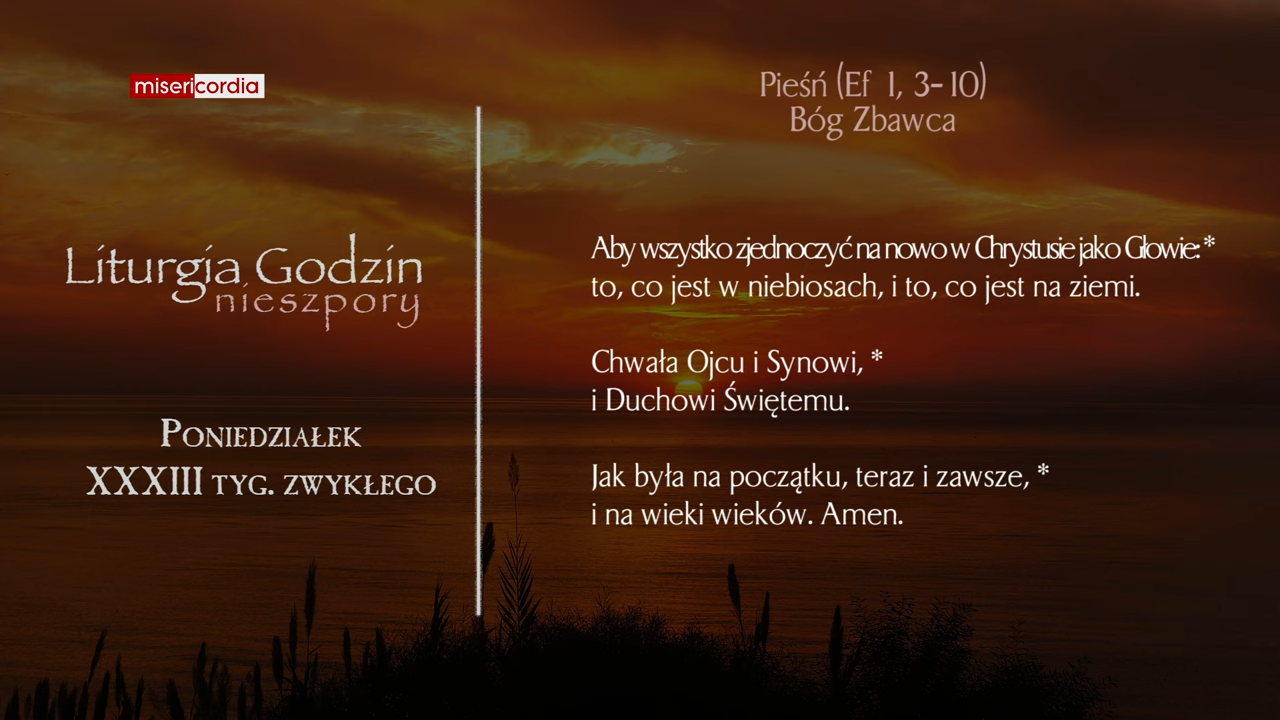 misericordia
Liturgia Godzin
nieszpory
Poniedziałek
XXXIII tyg. zwykłego
Pieśń (Ef 1, 3-10)
Bóg Zbawca
Aby wszystko zjednoczyć na nowo w Chrystusie jako Głowie: *
to, co jest w niebiosach, i to, co jest na ziemi.
Chwała Ojcu i Synowi, *
i Duchowi Świętemu.
Jak była na początku, teraz i zawsze, *
i na wieki wieków. Amen.